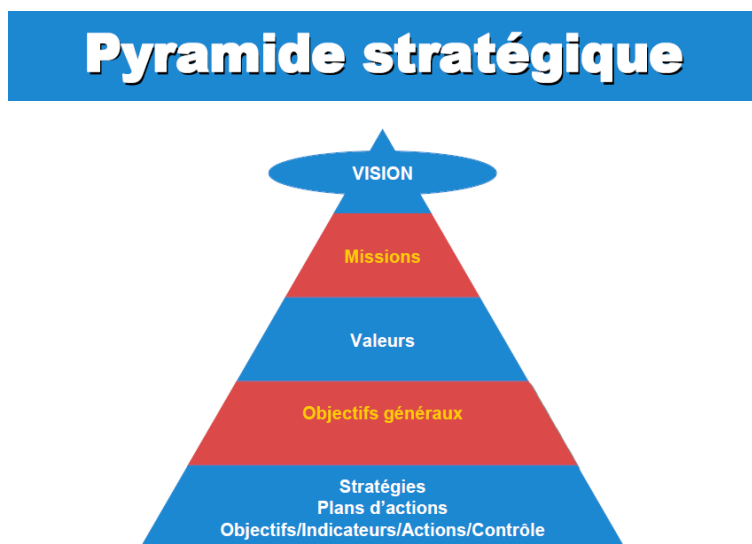 Pyramide stratégique
VISION
Missions
Valeurs
Objectifs généraux
Stratégies
Plans d'actions
Objectifs/Indicateurs/Actions/Contrôle